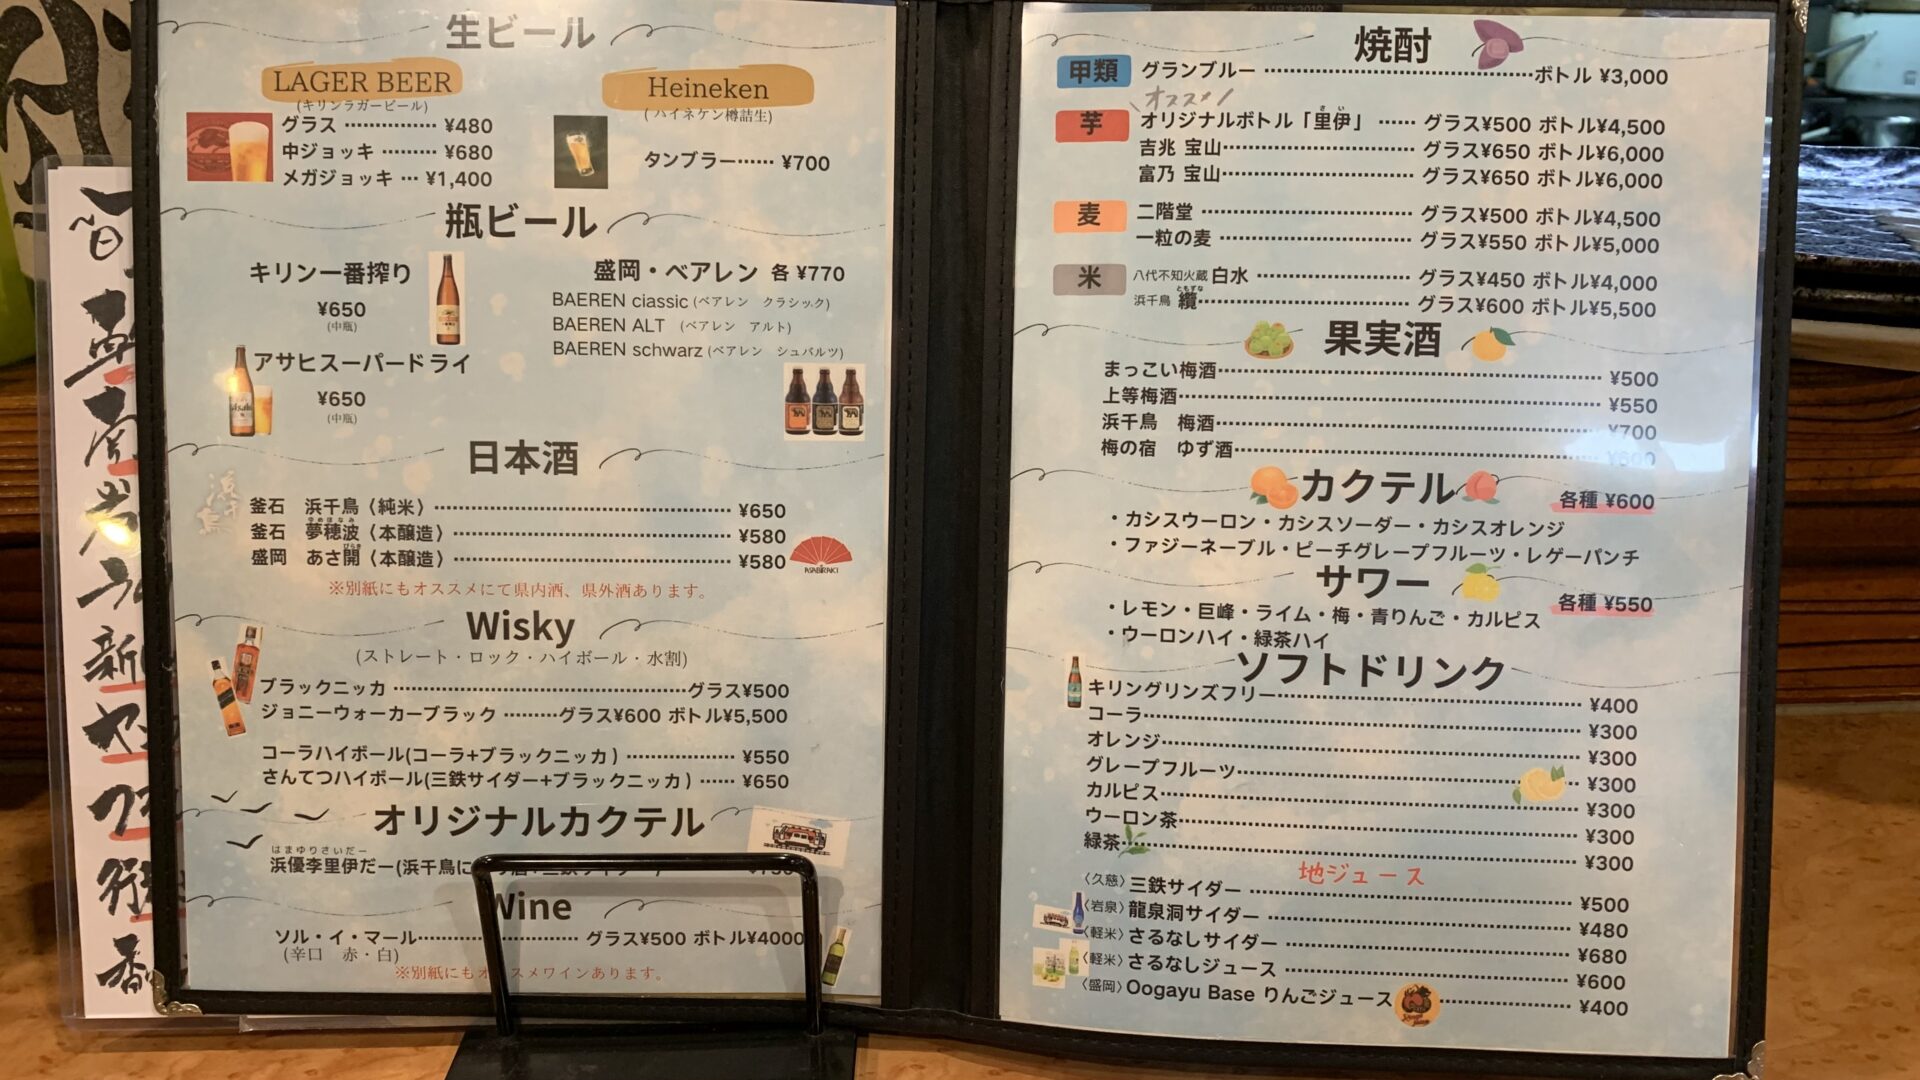 生ビール
LAGER BEER
(キリンラガービール)
グラス ················ ¥480
中ジョッキ ········· ¥680
メガジョッキ ··· ¥1,400
Heineken
(ハイネケン樽詰生)
タンブラー······ ¥700
瓶ビール
キリン一番搾り
¥650
(中瓶)
アサヒスーパードライ
¥650
(中瓶)
盛岡・ベアレン 各 ¥770
BAEREN ciassic (ベアレン クラシック)
BAEREN ALT (ベアレン アルト)
BAEREN schwarz (ベアレン シュバルツ)
日本酒
浜千鳥
釜石 浜千鳥〈純米〉 ················ ¥650
釜石 夢穂波〈本醸造〉 ················ ¥580
盛岡 あさ開〈本醸造〉 ················ ¥580
ASABIRAKI
※別紙にもオススメにて県内酒、県外酒あります。
Wisky
(ストレート・ロック・ハイボール・水割)
ブラックニッカ ················グラス¥500
ジョニーウォーカーブラック ·········グラス¥600 ボトル¥5,500
コーラハイボール(コーラ+ブラックニッカ) ················ ¥550
さんてつハイボール(三鉄サイダー+ブラックニッカ) ······ ¥650
オリジナルカクテル
はまゆりさいだー
浜優李里伊だー(浜千鳥に
Wine
ソル・イ・マール················ グラス¥500 ボトル¥4000
(辛口 赤・白)
※別紙にもオススメワインあります。
焼酎
甲類 グランブルー ················ボトル ¥3,000
オススメ!
芋 オリジナルボトル「里伊」 ······ グラス¥500 ボトル¥4,500
吉兆 宝山················ グラス¥650 ボトル¥6,000
富乃 宝山················ グラス¥650 ボトル¥6,000
麦 二階堂 ················ グラス¥500 ボトル¥4,500
一粒の麦 ················ グラス¥550 ボトル¥5,000
米 八代不知火蔵 白水 ················ グラス¥450 ボトル¥4,000
浜千鳥 纜················ グラス¥600 ボトル¥5,500
果実酒
まっこい梅酒················ ¥500
上等梅酒················ ¥550
浜千鳥 梅酒················ ¥700
梅の宿 ゆず酒················ ¥600
カクテル
各種 ¥600
・カシスウーロン・カシスソーダー・カシスオレンジ
・ファジーネーブル・ピーチグレープフルーツ・レゲーパンチ
サワー
各種 ¥550
・レモン・巨峰・ライム・梅・青りんご・カルピス
・ウーロンハイ・緑茶ハイ
ソフトドリンク
キリングリンズフリー················ ¥400
コーラ················ ¥300
オレンジ················ ¥300
グレープフルーツ················ ¥300
カルピス················ ¥300
ウーロン茶················ ¥300
緑茶················ ¥300
地ジュース
〈久慈〉三鉄サイダー ················ ¥500
〈岩泉〉龍泉洞サイダー ················ ¥480
〈軽米〉さるなしサイダー ················ ¥680
〈軽米〉さるなしジュース ················ ¥600
〈盛岡〉Oogayu Base りんごジュース ················ ¥400